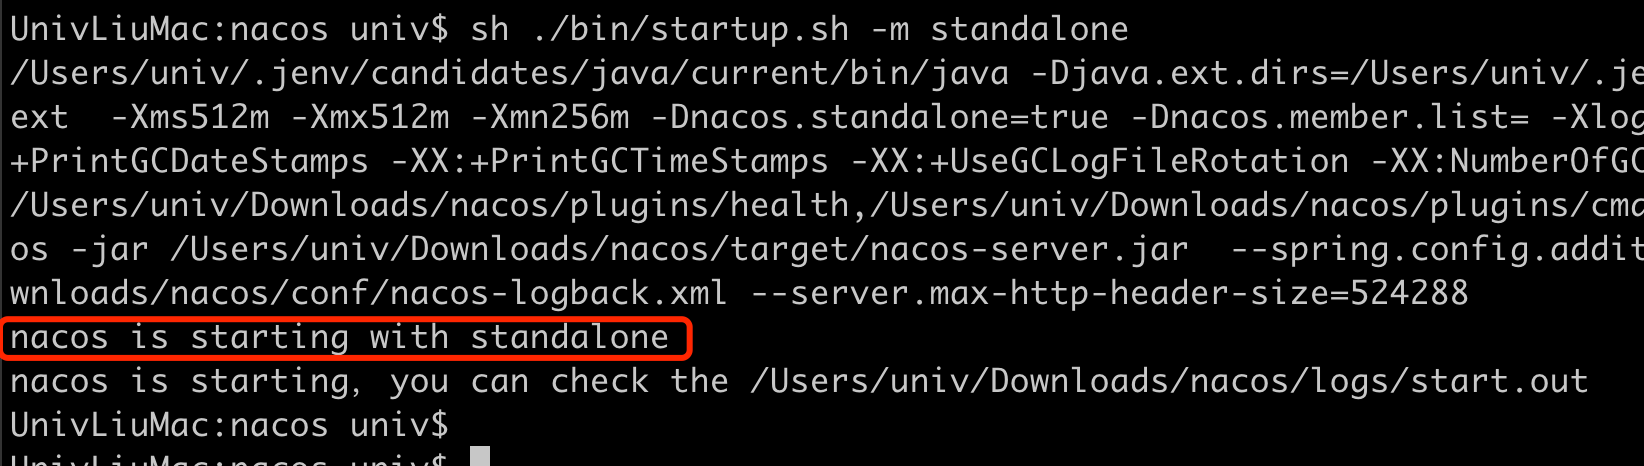 UnivLiuMac:nacos univ$ sh ./bin/startup.sh -m standalone
/Users/univ/.jenv/candidates/java/current/bin/java -Djava.ext.dirs=/Users/univ/.je
ext  -Xms512m -Xmx512m -Xmn256m -Dnacos.standalone=true -Dnacos.member.list= -Xlog
+PrintGCDateStamps -XX:+PrintGCTimeStamps -XX:+UseGCLogFileRotation -XX:NumberOfGC
/Users/univ/Downloads/nacos/plugins/health,/Users/univ/Downloads/nacos/plugins/cmd
os -jar /Users/univ/Downloads/nacos/target/nacos-server.jar  --spring.config.addit
wnloads/nacos/conf/nacos-logback.xml --server.max-http-header-size=524288
nacos is starting with standalone
nacos is starting, you can check the /Users/univ/Downloads/nacos/logs/start.out
UnivLiuMac:nacos univ$
UnivLiuMac:nacos univ$